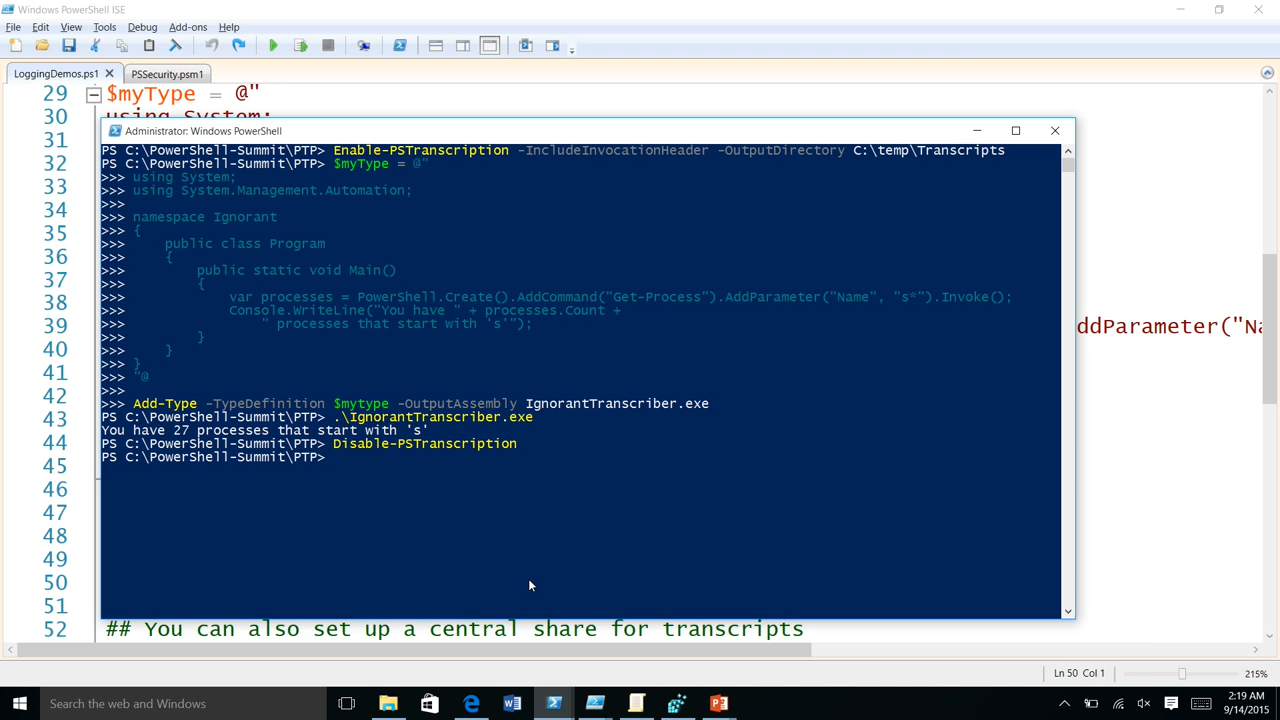 Windows PowerShell ISE
File Edit View Tools Debug Add-ons Help
LoggingDemos.ps1 PSSecurity.psm1
29 $myType = @"
30 using System;
31
Administrator: Windows PowerShell
PS C:\PowerShell-Summit\PTP> Enable-PSTranscription -IncludeInvocationHeader -OutputDirectory C:\temp\Transcripts
PS C:\PowerShell-Summit\PTP> $myType = @"
>>> using System;
>>> using System.Management.Automation;
>>>
>>> namespace Ignorant
>>> {
>>>     public class Program
>>>     {
>>>         public static void Main()
>>>         {
>>>             var processes = PowerShell.Create().AddCommand("Get-Process").AddParameter("Name", "s*").Invoke();
>>>             Console.WriteLine("You have " + processes.Count +
>>>                 " processes that start with 's'");
>>>         }
>>>     }
>>> }
>>> "@
>>>
>>> Add-Type -TypeDefinition $mytype -OutputAssembly IgnorantTranscriber.exe
PS C:\PowerShell-Summit\PTP> .\IgnorantTranscriber.exe
You have 27 processes that start with 's'
PS C:\PowerShell-Summit\PTP> Disable-PSTranscription
PS C:\PowerShell-Summit\PTP>
32
33
34
35
36
37
38
39 ddParameter("Na
40
41
42
43
44
45
46
47
48
49
50
51
52 ## You can also set up a central share for transcripts
Ln 50 Col 1 215%
Search the web and Windows
2:19 AM
9/14/2015